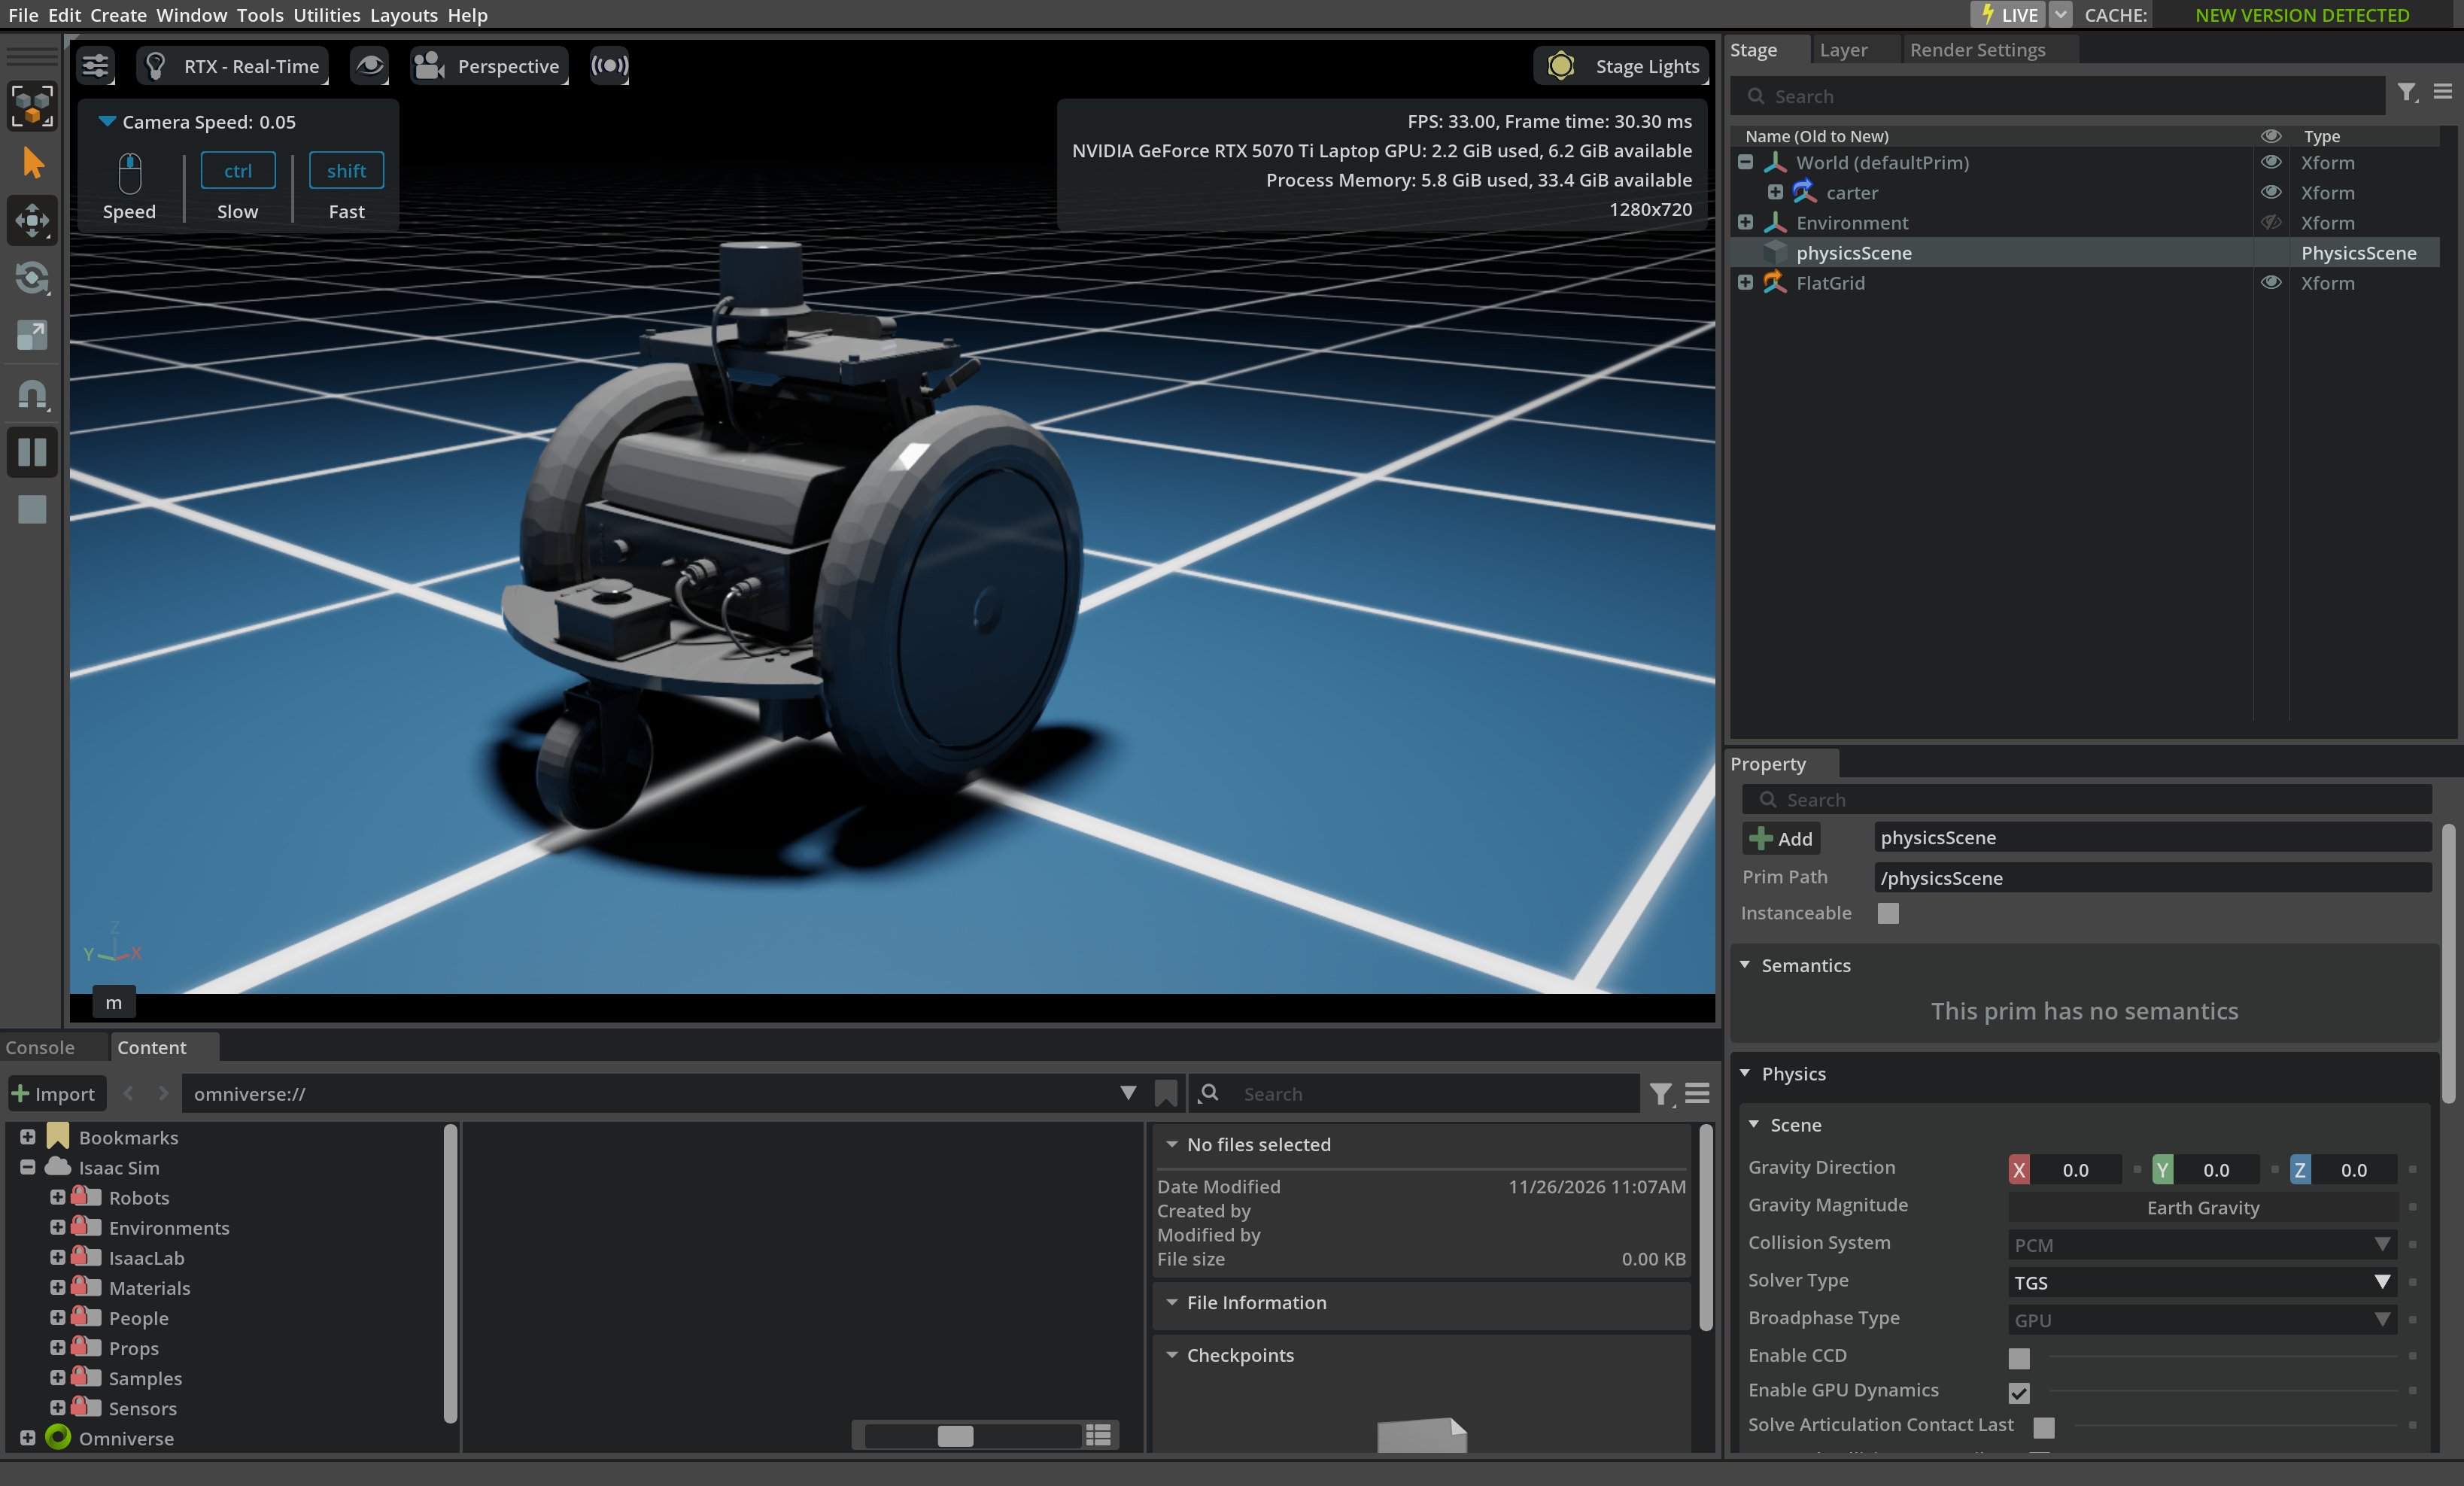 File Edit Create Window Tools Utilities Layouts Help
LIVE CACHE: NEW VERSION DETECTED
RTX - Real-Time
Perspective
Stage Lights
Camera Speed: 0.05
ctrl
shift
Speed
Slow
Fast
FPS: 33.00, Frame time: 30.30 ms
NVIDIA GeForce RTX 5070 Ti Laptop GPU: 2.2 GiB used, 6.2 GiB available
Process Memory: 5.8 GiB used, 33.4 GiB available
1280x720
Z
Y
X
m
Stage Layer Render Settings
Search
Name (Old to New) Type
World (defaultPrim) Xform
carter Xform
Environment Xform
physicsScene PhysicsScene
FlatGrid Xform
Property
Search
Add physicsScene
Prim Path /physicsScene
Instanceable
Semantics
This prim has no semantics
Physics
Scene
Gravity Direction X 0.0 Y 0.0 Z 0.0
Gravity Magnitude Earth Gravity
Collision System PCM
Solver Type TGS
Broadphase Type GPU
Enable CCD
Enable GPU Dynamics
Solve Articulation Contact Last
Console Content
Import omniverse:// Search
Bookmarks
Isaac Sim
Robots
Environments
IsaacLab
Materials
People
Props
Samples
Sensors
Omniverse
No files selected
Date Modified 11/26/2026 11:07AM
Created by
Modified by
File size 0.00 KB
File Information
Checkpoints